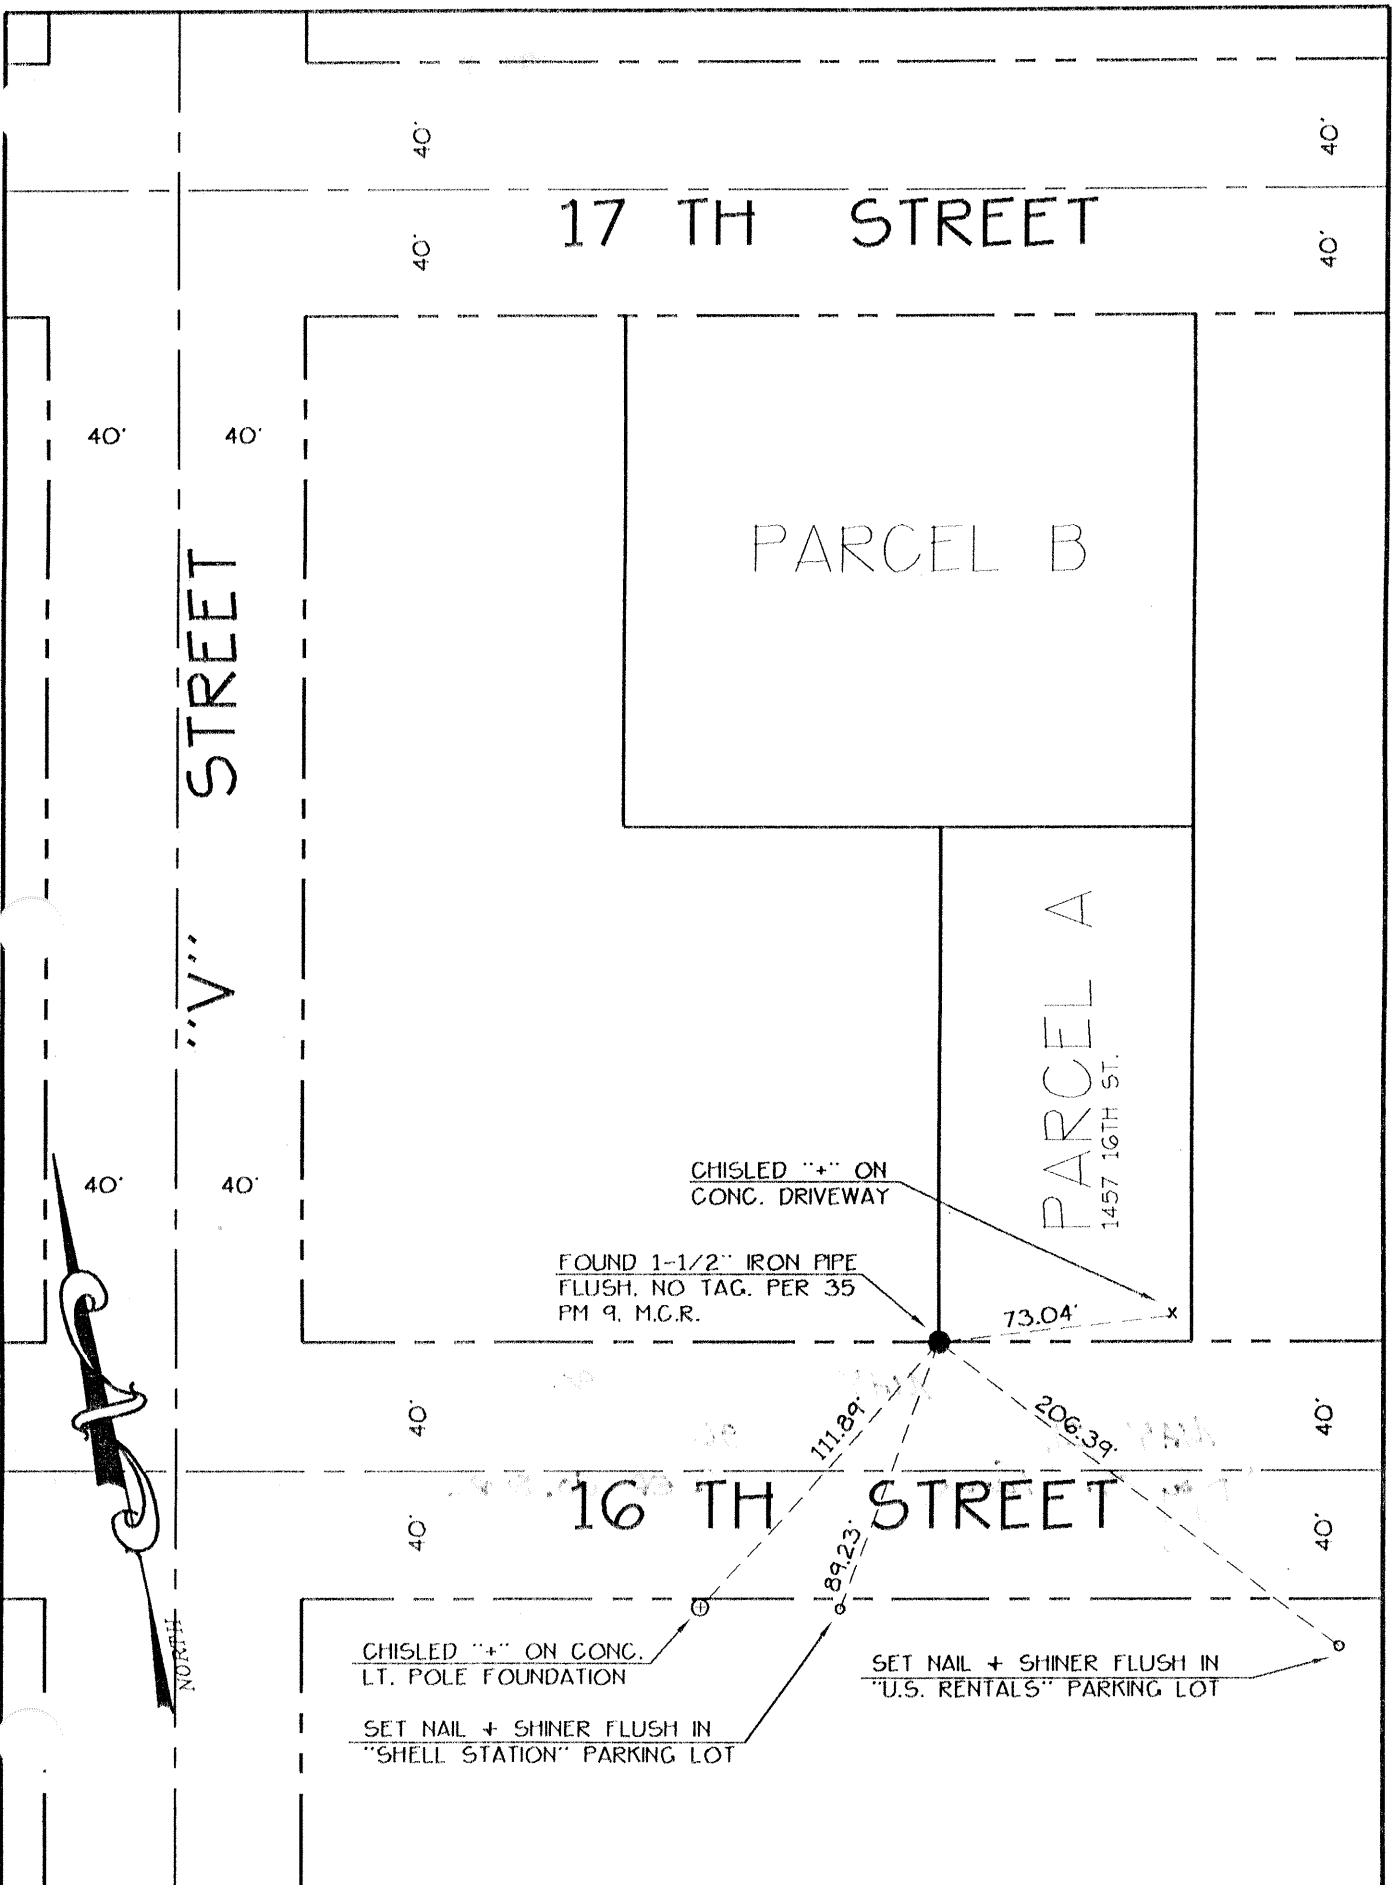 40'
40'
17 TH STREET
40'
40'
40'
40'
PARCEL B
"V" STREET
PARCEL A
1457 16TH ST.
40'
40'
CHISLED "+" ON
CONC. DRIVEWAY
FOUND 1-1/2" IRON PIPE
FLUSH, NO TAG. PER 35
PM 9, M.C.R.
73.04'
111.89'
206.39'
40'
40'
16 TH STREET
89.23'
40'
40'
NORTH
CHISLED "+" ON CONC.
LT. POLE FOUNDATION
SET NAIL + SHINER FLUSH IN
"U.S. RENTALS" PARKING LOT
SET NAIL + SHINER FLUSH IN
"SHELL STATION" PARKING LOT